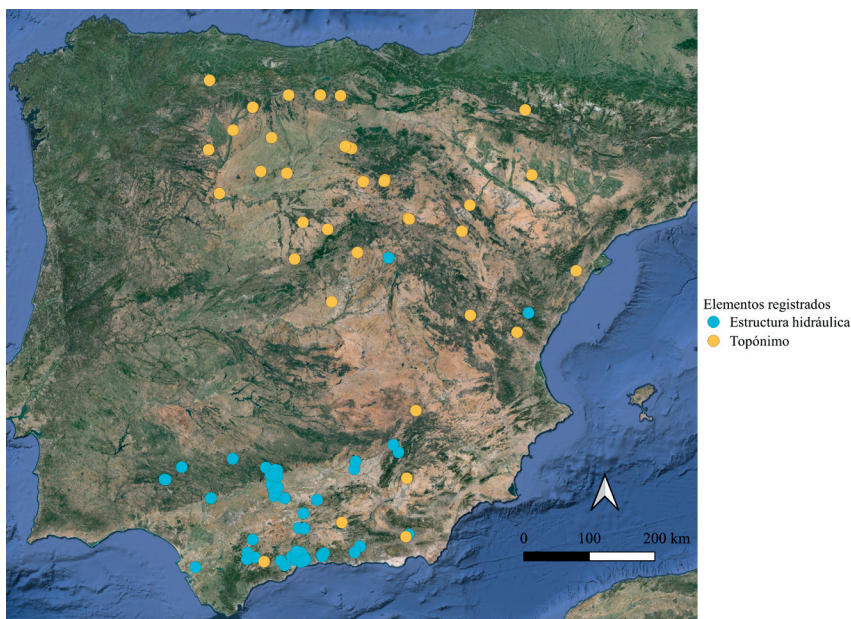 Elementos registrados
Estructura hidráulica
Topónimo
0 100 200 km